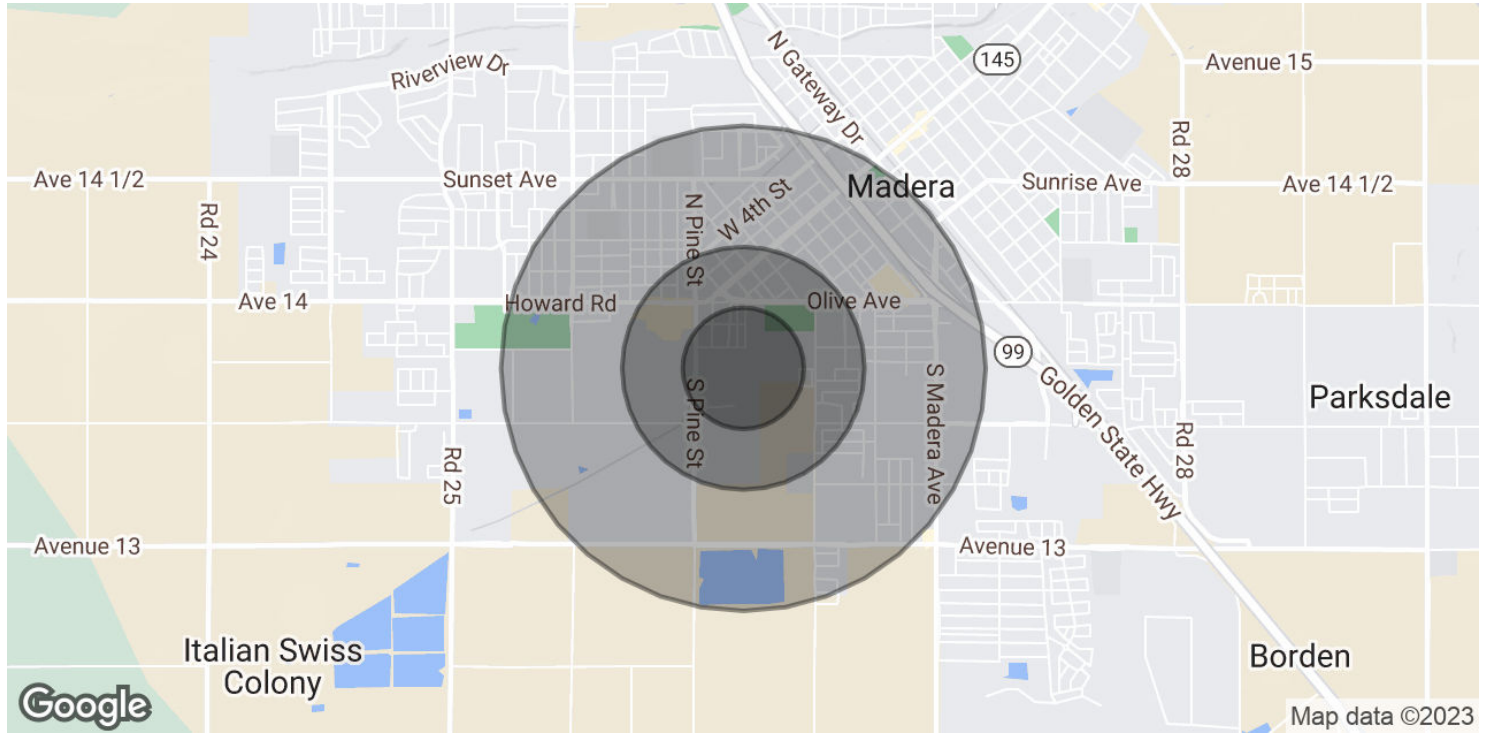 145
Avenue 15
Riverview Dr
N Gateway Dr
Rd 28
Ave 14 1/2
Sunset Ave
Madera
Sunrise Ave
Ave 14 1/2
Rd 24
N Pine St
W 4th St
Ave 14
Howard Rd
Olive Ave
99
S Pine St
S Madera Ave
Golden State Hwy
Parksdale
Rd 25
Rd 28
Avenue 13
Avenue 13
Italian Swiss
Colony
Borden
Google
Map data ©2023